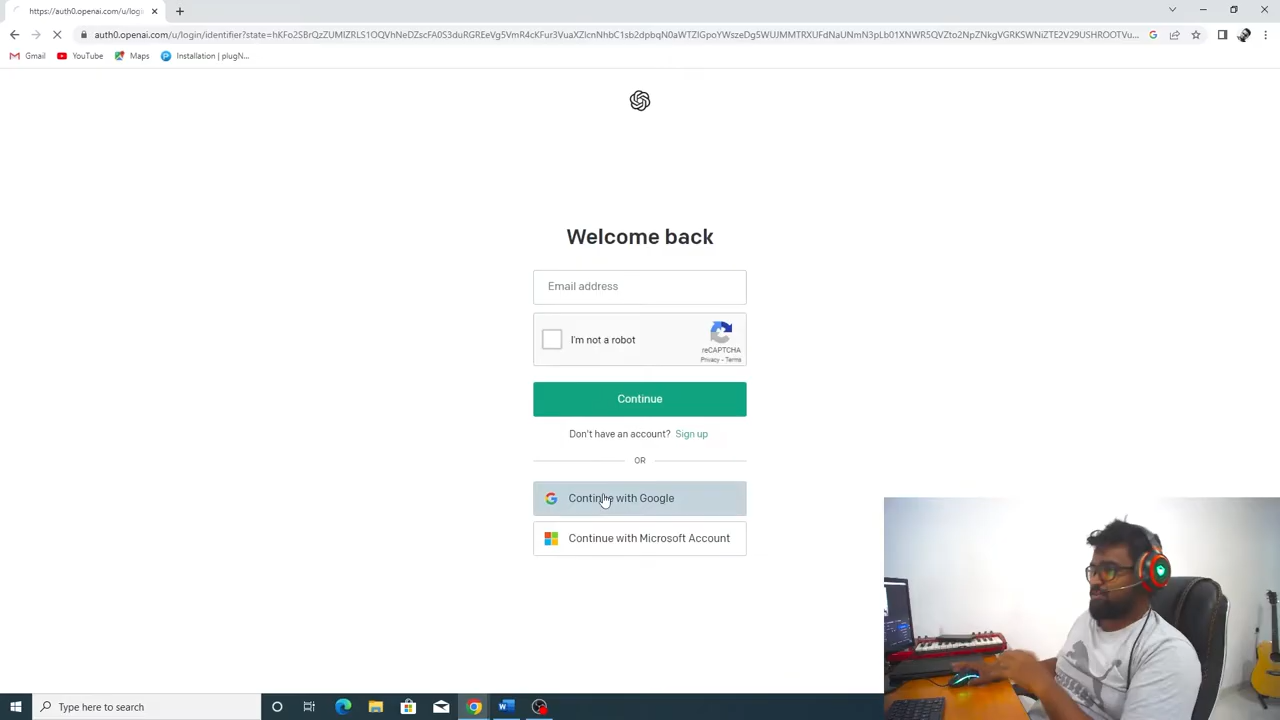 https://auth0.openai.com/u/logi
auth0.openai.com/u/login/identifier?state=hKFo2SBrQzZUMlZRLS1OQVhNeDZscFA0S3duRGREeVg5VmR4cKFur3VuaXZlcnNhbC1sb2dpbqN0aWTZIGpoYWszeDg5WUJMMTRXUFdNaUNmN3pLb01XNWR5QVZto2NpZNkgVGRKSWNiZTE2V29USHROOTVu...
Gmail
YouTube
Maps
Installation | plugN...
Welcome back
Email address
I'm not a robot
reCAPTCHA
Privacy - Terms
Continue
Don't have an account? Sign up
OR
Continue with Google
Continue with Microsoft Account
Type here to search